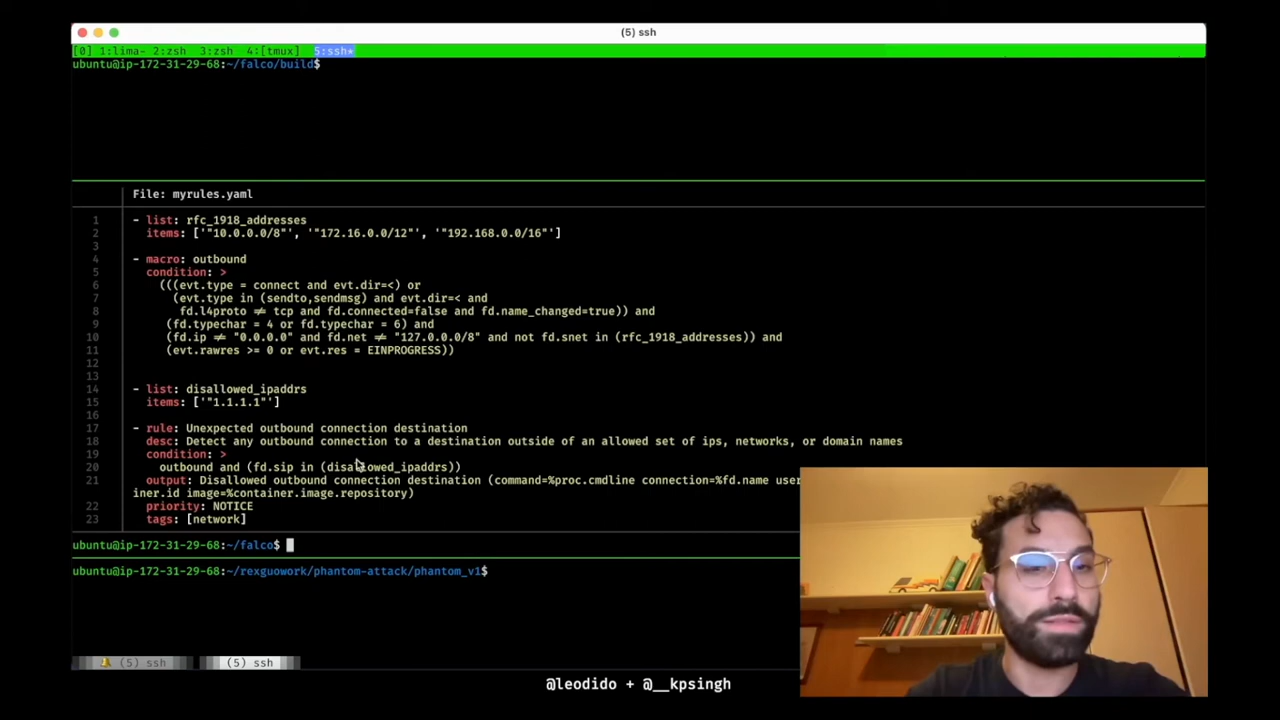 (5) ssh
[0] 1:lima- 2:zsh 3:zsh 4:[tmux] 5:ssh*
ubuntu@ip-172-31-29-68:~/falco/build$
File: myrules.yaml
1 - list: rfc_1918_addresses
2 items: ['"10.0.0.0/8"', '"172.16.0.0/12"', '"192.168.0.0/16"']
3
4 - macro: outbound
5 condition: >
6 (((evt.type = connect and evt.dir=<) or
7 (evt.type in (sendto,sendmsg) and evt.dir=< and
8 fd.l4proto != tcp and fd.connected=false and fd.name_changed=true)) and
9 (fd.typechar = 4 or fd.typechar = 6) and
10 (fd.ip != "0.0.0.0" and fd.net != "127.0.0.0/8" and not fd.snet in (rfc_1918_addresses)) and
11 (evt.rawres >= 0 or evt.res = EINPROGRESS))
12
13
14 - list: disallowed_ipaddrs
15 items: ['"1.1.1.1"']
16
17 - rule: Unexpected outbound connection destination
18 desc: Detect any outbound connection to a destination outside of an allowed set of ips, networks, or domain names
19 condition: >
20 outbound and (fd.sip in (disallowed_ipaddrs))
21 output: Disallowed outbound connection destination (command=%proc.cmdline connection=%fd.name user
iner.id image=%container.image.repository)
22 priority: NOTICE
23 tags: [network]
ubuntu@ip-172-31-29-68:~/falco$
ubuntu@ip-172-31-29-68:~/rexguowork/phantom-attack/phantom_v1$
(5) ssh (5) ssh
@leodido + @__kpsingh